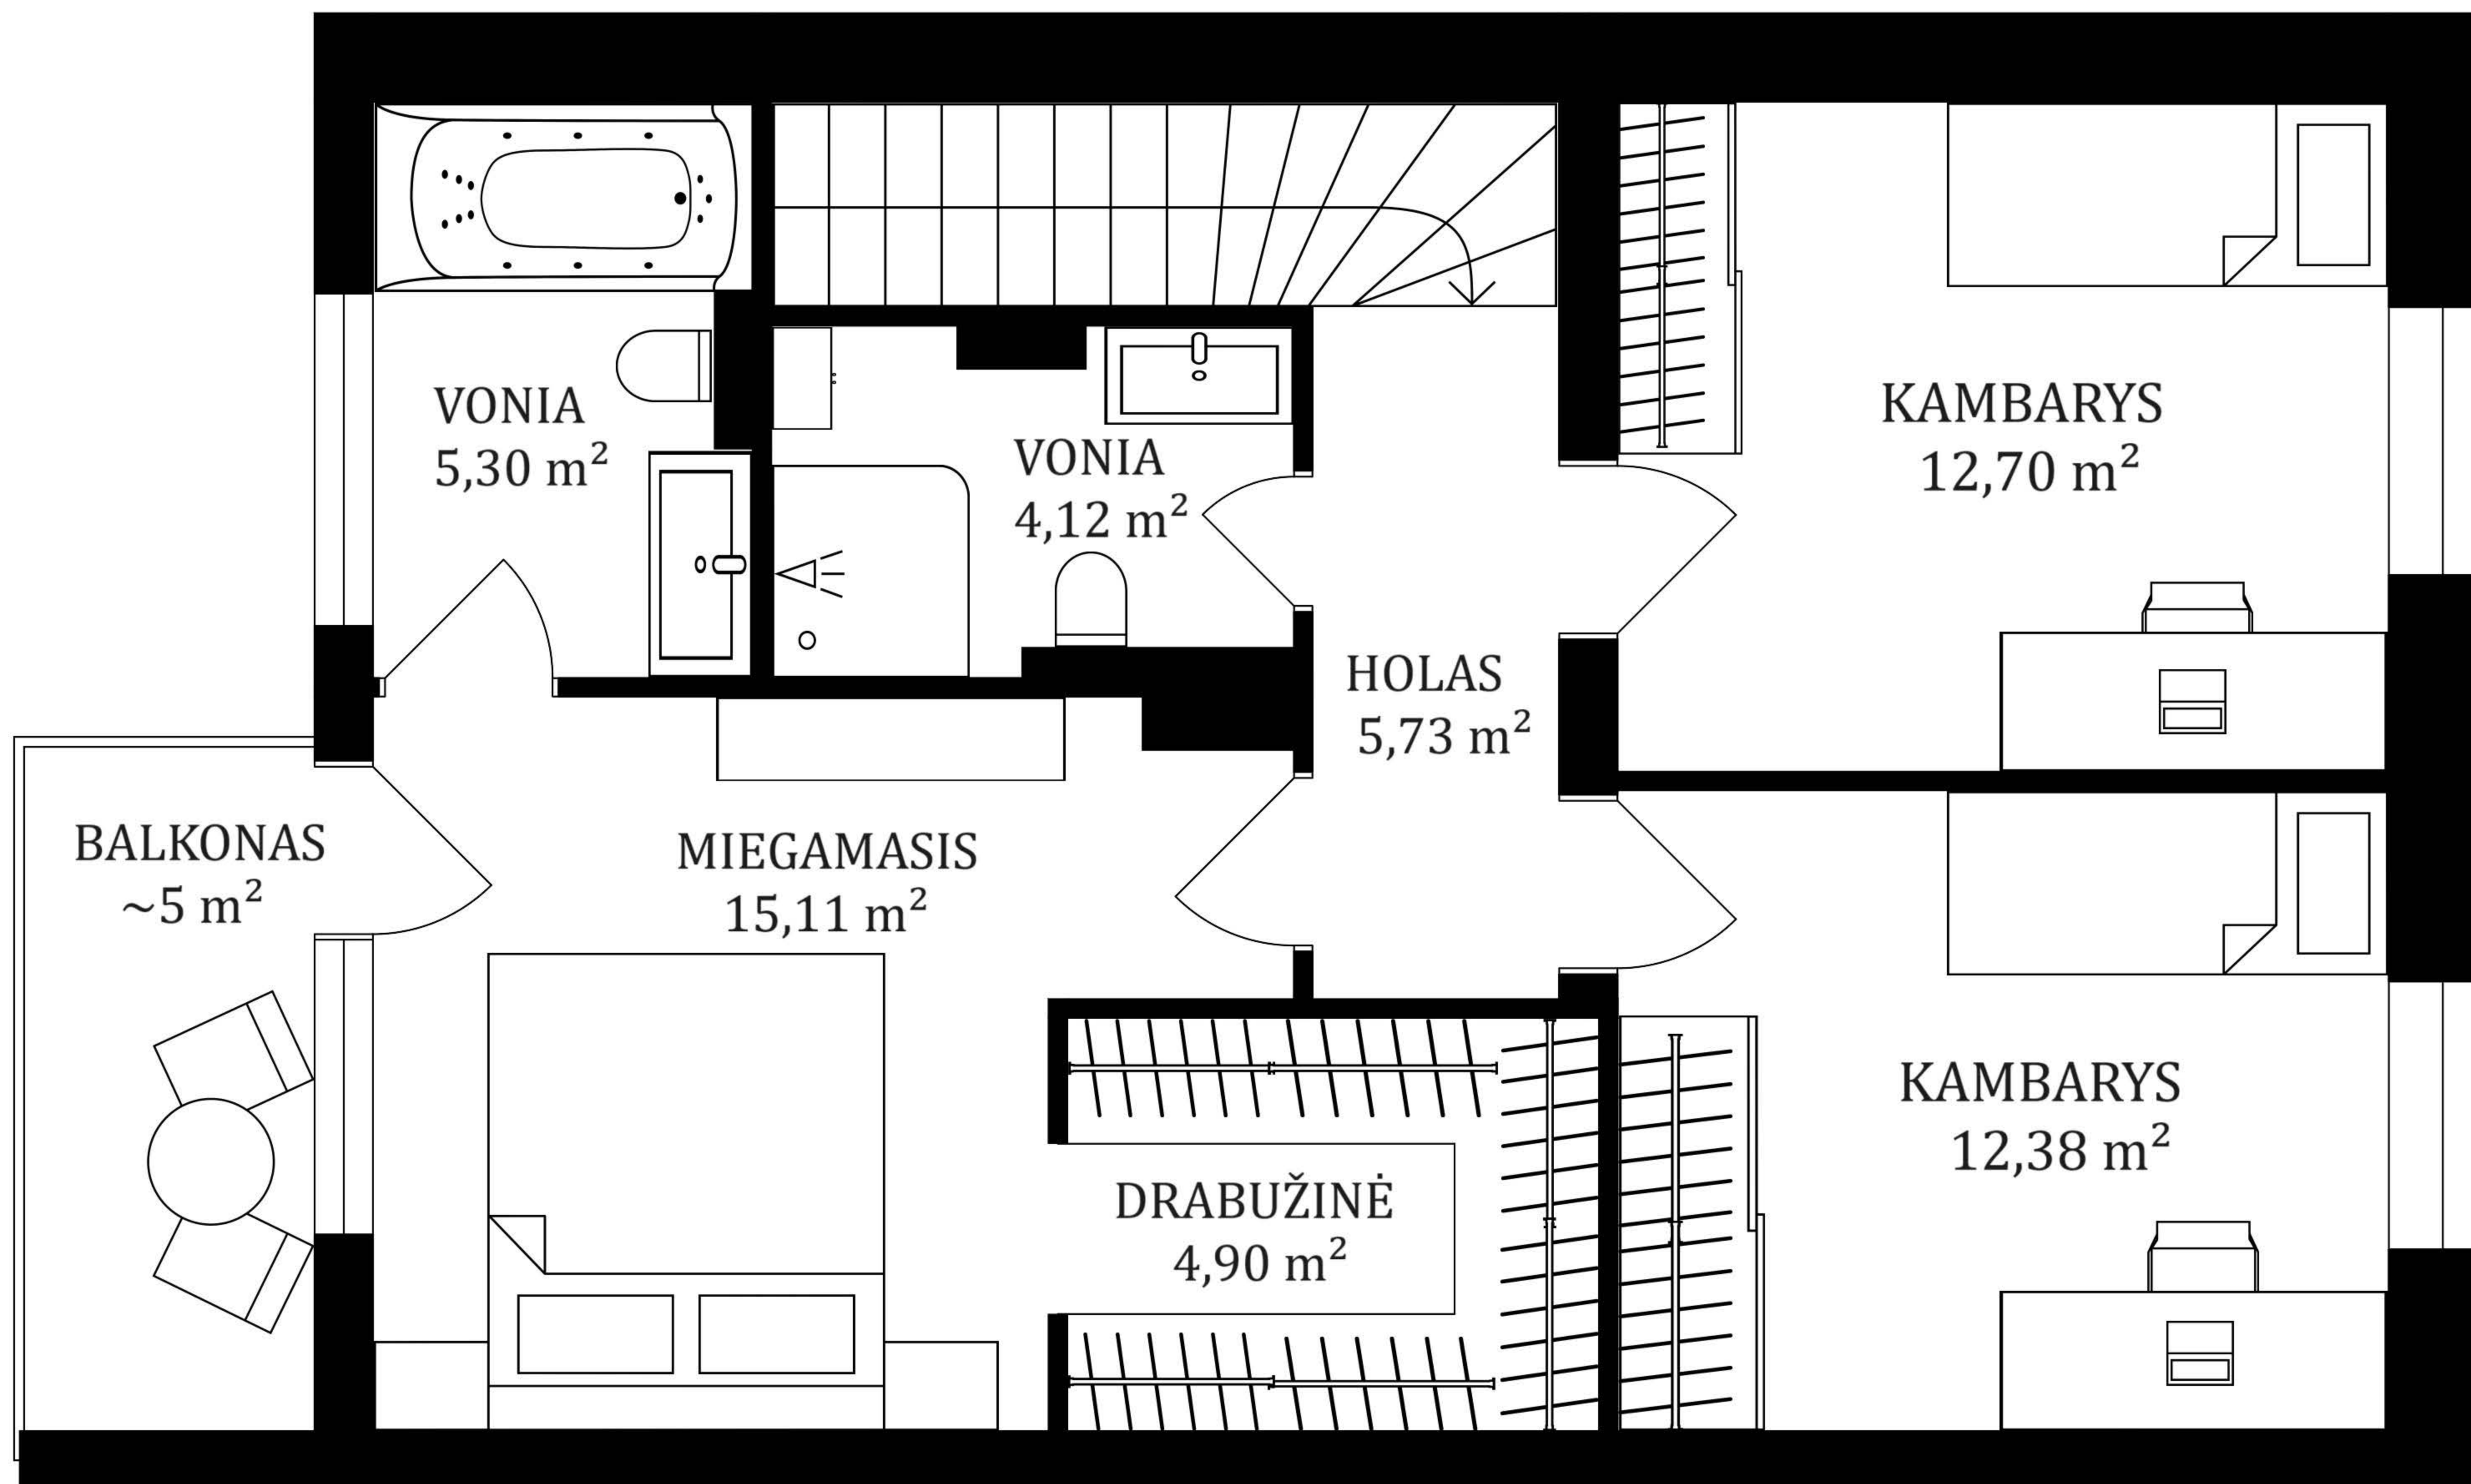 VONIA
5,30 m²
VONIA
4,12 m²
KAMBARYS
12,70 m²
HOLAS
5,73 m²
BALKONAS
~5 m²
MIEGAMASIS
15,11 m²
DRABUŽINĖ
4,90 m²
KAMBARYS
12,38 m²